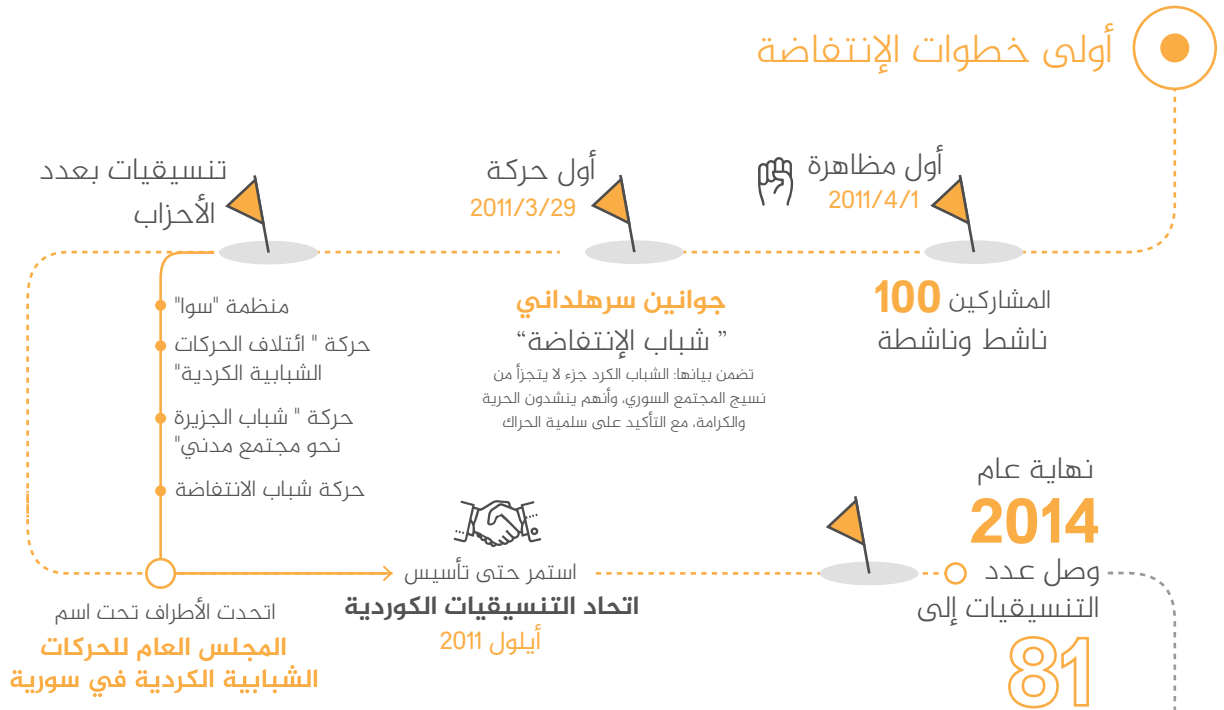 أولى خطوات الإنتفاضة
أول مظاهرة
2011/4/1
المشاركين 100
ناشط وناشطة
أول حركة
2011/3/29
جوانين سرهلداني
” شباب الإنتفاضة“
تضمن بيانها: الشباب الكرد جزء لا يتجزأ من
نسيج المجتمع السوري، وأنهم ينشدون الحرية
والكرامة، مع التأكيد على سلمية الحراك
تنسيقيات بعدد
الأحزاب
منظمة "سوا"
حركة " ائتلاف الحركات
الشبابية الكردية"
حركة " شباب الجزيرة
نحو مجتمع مدني"
حركة شباب الانتفاضة
اتحدت الأطراف تحت اسم
المجلس العام للحركات
الشبابية الكردية في سورية
استمر حتى تأسيس
اتحاد التنسيقيات الكوردية
أيلول 2011
نهاية عام
2014
وصل عدد
التنسيقيات إلى
81